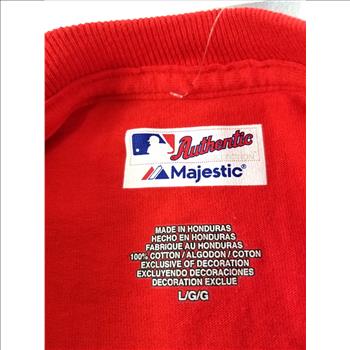 Authentic
Majestic®
MADE IN HONDURAS
HECHO EN HONDURAS
FABRIQUE AU HONDURAS
100% COTTON / ALGODON / COTON
EXCLUSIVE OF DECORATION
EXCLUYENDO DECORACIONES
DECORATION EXCLUE
L/G/G